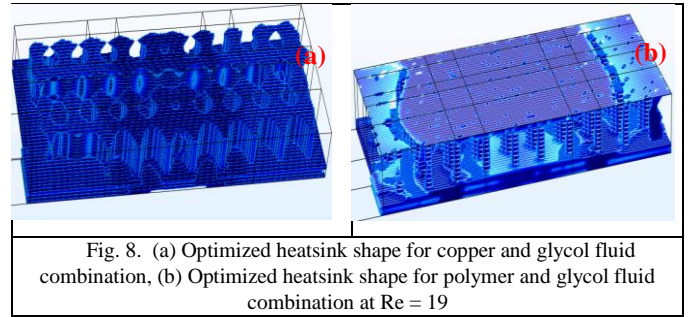 (a)
(b)
Fig. 8. (a) Optimized heatsink shape for copper and glycol fluid
combination, (b) Optimized heatsink shape for polymer and glycol fluid
combination at Re = 19